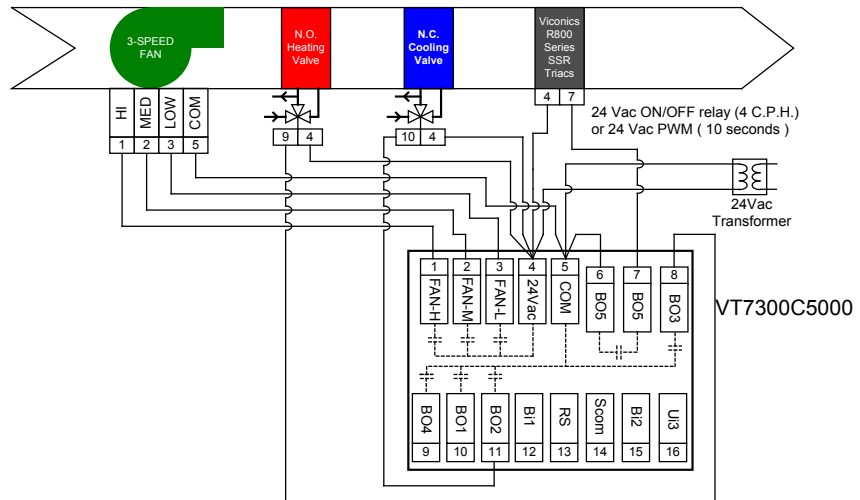 3-SPEED
FAN
N.O.
Heating
Valve
N.C.
Cooling
Valve
Viconics
R800
Series
SSR
Triacs
HI
MED
LOW
COM
1
2
3
5
9
4
10
4
4
7
24 Vac ON/OFF relay (4 C.P.H.)
or 24 Vac PWM ( 10 seconds )
24Vac
Transformer
1
2
3
4
5
6
7
8
FAN-H
FAN-M
FAN-L
24Vac
COM
BO5
BO5
BO3
VT7300C5000
BO4
BO1
BO2
Bi1
RS
Scom
Bi2
Ui3
9
10
11
12
13
14
15
16